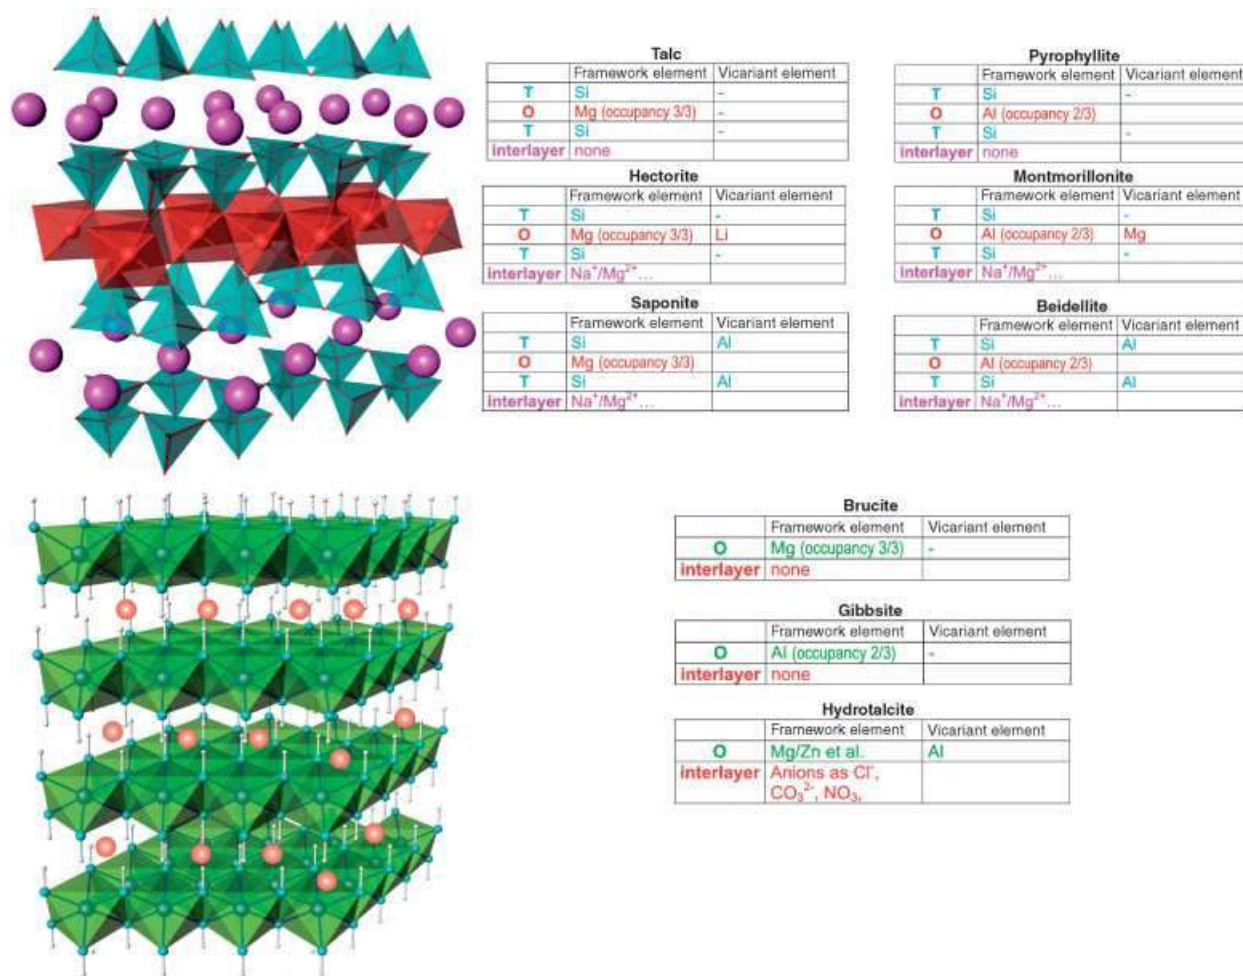 Talc
Framework element Vicariant element
T Si -
O Mg (occupancy 3/3) -
T Si -
interlayer none
Pyrophyllite
Framework element Vicariant element
T Si -
O Al (occupancy 2/3)
T Si -
interlayer none
Hectorite
Framework element Vicariant element
T Si -
O Mg (occupancy 3/3) Li
T Si -
interlayer Na⁺/Mg²⁺...
Montmorillonite
Framework element Vicariant element
T Si -
O Al (occupancy 2/3) Mg
T Si -
interlayer Na⁺/Mg²⁺...
Saponite
Framework element Vicariant element
T Si Al
O Mg (occupancy 3/3)
T Si Al
interlayer Na⁺/Mg²⁺...
Beidellite
Framework element Vicariant element
T Si Al
O Al (occupancy 2/3)
T Si Al
interlayer Na⁺/Mg²⁺...
Brucite
Framework element Vicariant element
O Mg (occupancy 3/3) -
interlayer none
Gibbsite
Framework element Vicariant element
O Al (occupancy 2/3) -
interlayer none
Hydrotalcite
Framework element Vicariant element
O Mg/Zn et al. Al
interlayer Anions as Cl⁻,
CO₃²⁻, NO₃,